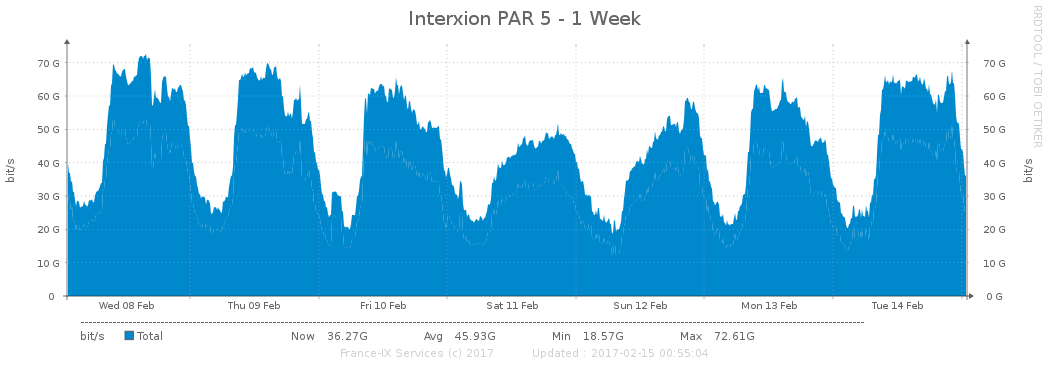 Interxion PAR 5 - 1 Week
RRDTOOL / TOBI OETIKER
bit/s
bit/s
70 G 70 G
60 G 60 G
50 G 50 G
40 G 40 G
30 G 30 G
20 G 20 G
10 G 10 G
0 0 G
Wed 08 Feb Thu 09 Feb Fri 10 Feb Sat 11 Feb Sun 12 Feb Mon 13 Feb Tue 14 Feb
bit/s Total Now 36.27G Avg 45.93G Min 18.57G Max 72.61G
France-IX Services (c) 2017 Updated : 2017-02-15 00:55:04